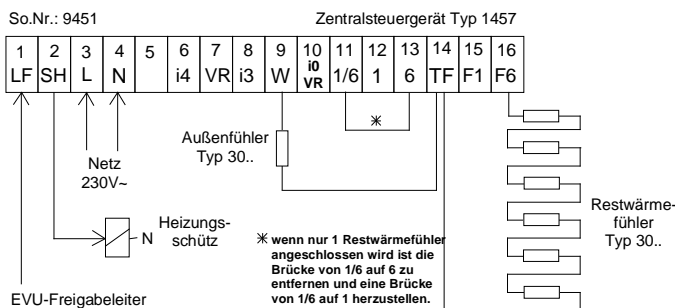 So.Nr.: 9451
Zentralsteuergerät Typ 1457
1 2 3 4 5 6 7 8 9 10 11 12 13 14 15 16
LF SH L N i4 VR i3 W i0 VR 1/6 1 6 TF F1 F6
Außenfühler
Typ 30..
Netz
230V~
Restwärme-
fühler
Typ 30..
Heizungs-
schütz
N
* wenn nur 1 Restwärmefühler
angeschlossen wird ist die
Brücke von 1/6 auf 6 zu
entfernen und eine Brücke
von 1/6 auf 1 herzustellen.
EVU-Freigabeleiter